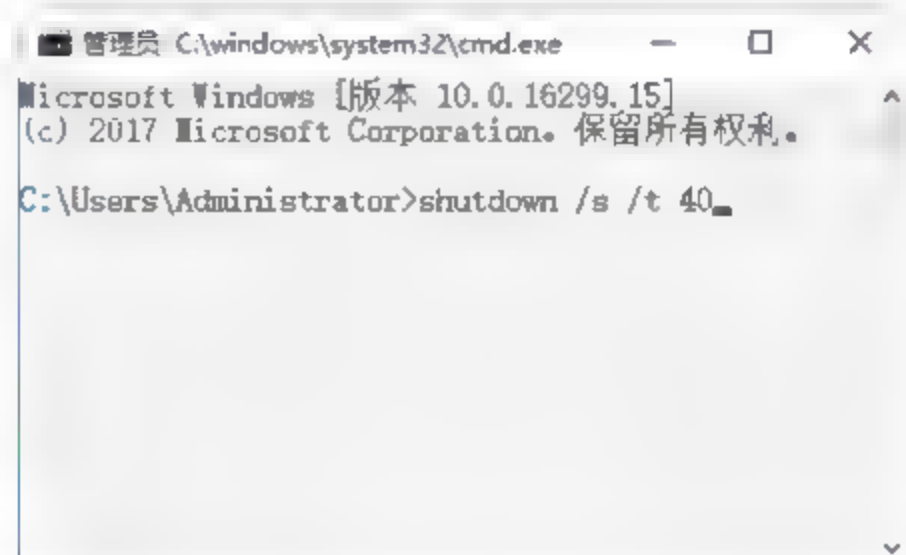 管理员 C:\windows\system32\cmd.exe
Microsoft Windows [版本 10.0.16299.15]
(c) 2017 Microsoft Corporation。保留所有权利。
C:\Users\Administrator>shutdown /s /t 40